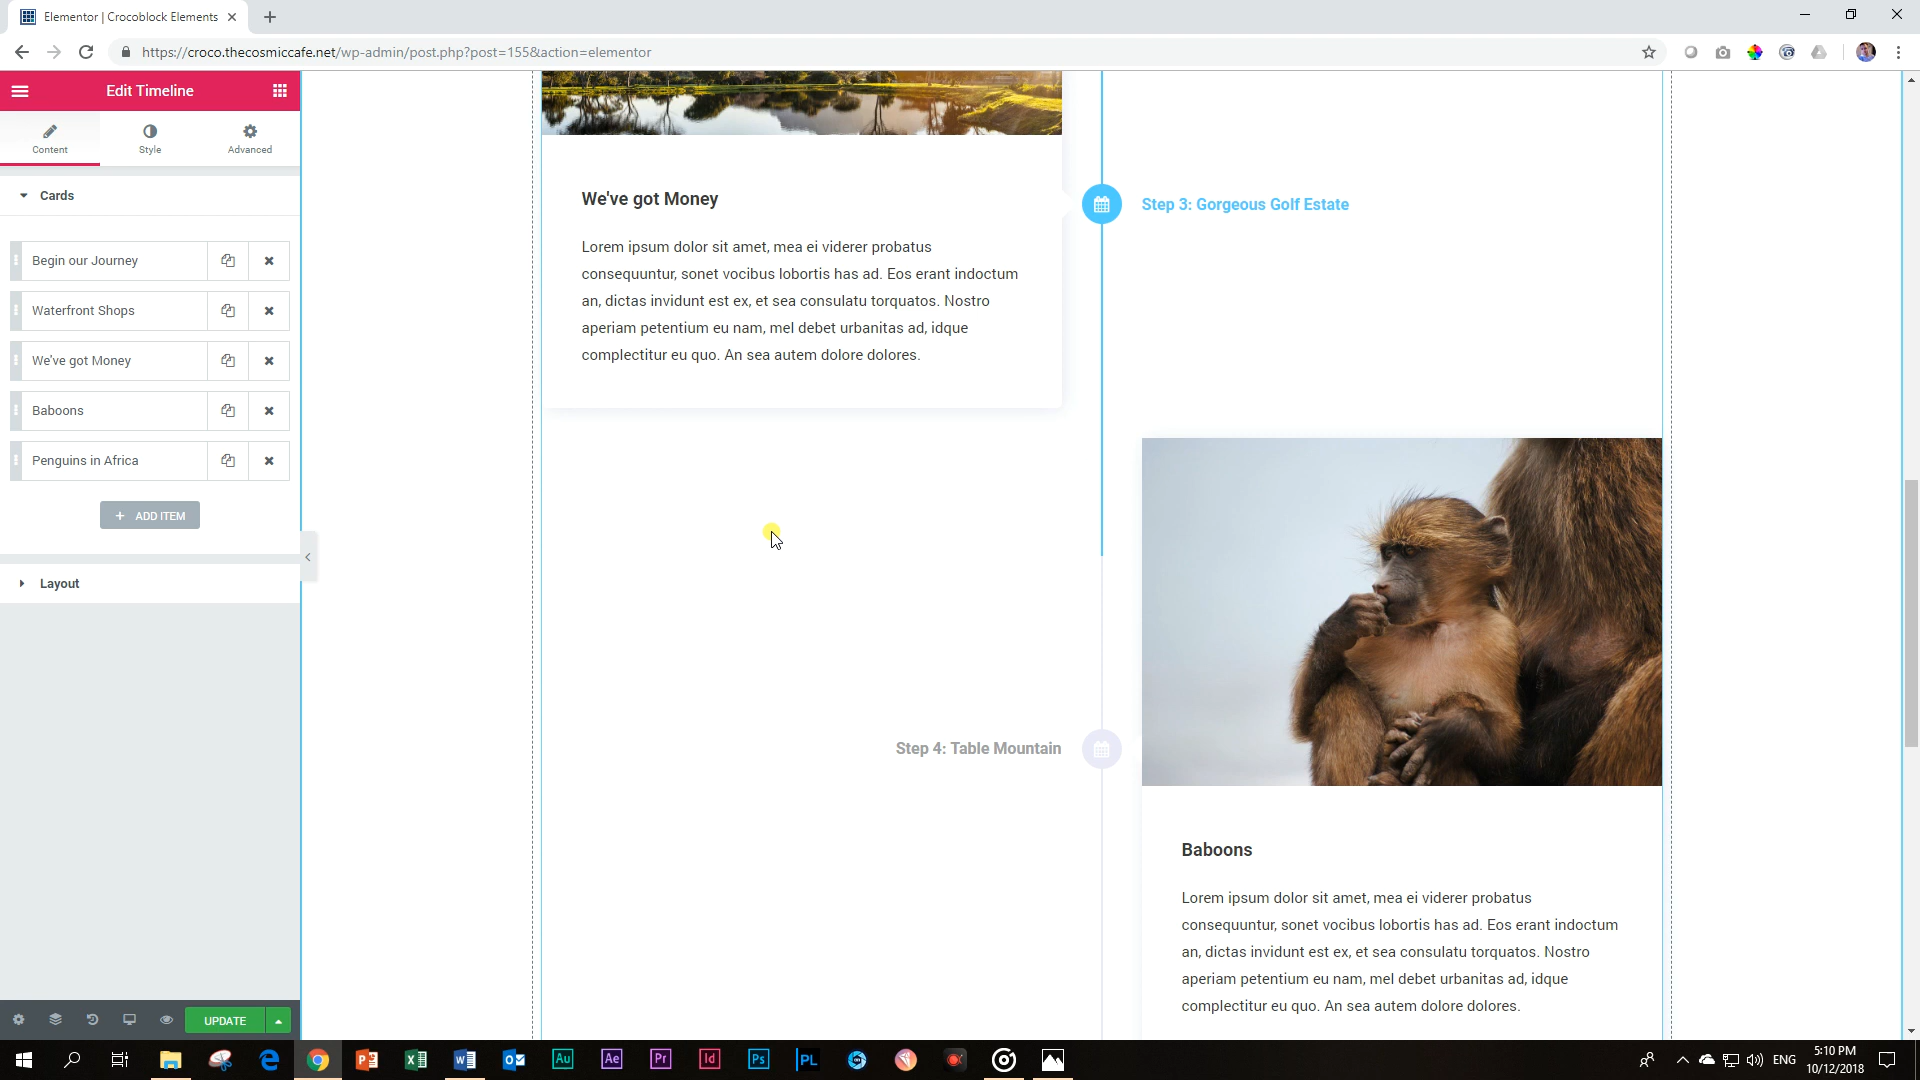 Elementor | Crocoblock Elements
https://croco.thecosmiccafe.net/wp-admin/post.php?post=155&action=elementor
Edit Timeline
Content
Style
Advanced
Cards
Begin our Journey
Waterfront Shops
We've got Money
Baboons
Penguins in Africa
ADD ITEM
Layout
UPDATE
We've got Money
Lorem ipsum dolor sit amet, mea ei viderer probatus
consequuntur, sonet vocibus lobortis has ad. Eos erant indoctum
an, dictas invidunt est ex, et sea consulatu torquatos. Nostro
aperiam petentium eu nam, mel debet urbanitas ad, idque
complectitur eu quo. An sea autem dolore dolores.
Step 3: Gorgeous Golf Estate
Step 4: Table Mountain
Baboons
Lorem ipsum dolor sit amet, mea ei viderer probatus
consequuntur, sonet vocibus lobortis has ad. Eos erant indoctum
an, dictas invidunt est ex, et sea consulatu torquatos. Nostro
aperiam petentium eu nam, mel debet urbanitas ad, idque
complectitur eu quo. An sea autem dolore dolores.
Au
Ae
Pr
Id
Ps
PL
ENG
5:10 PM
10/12/2018